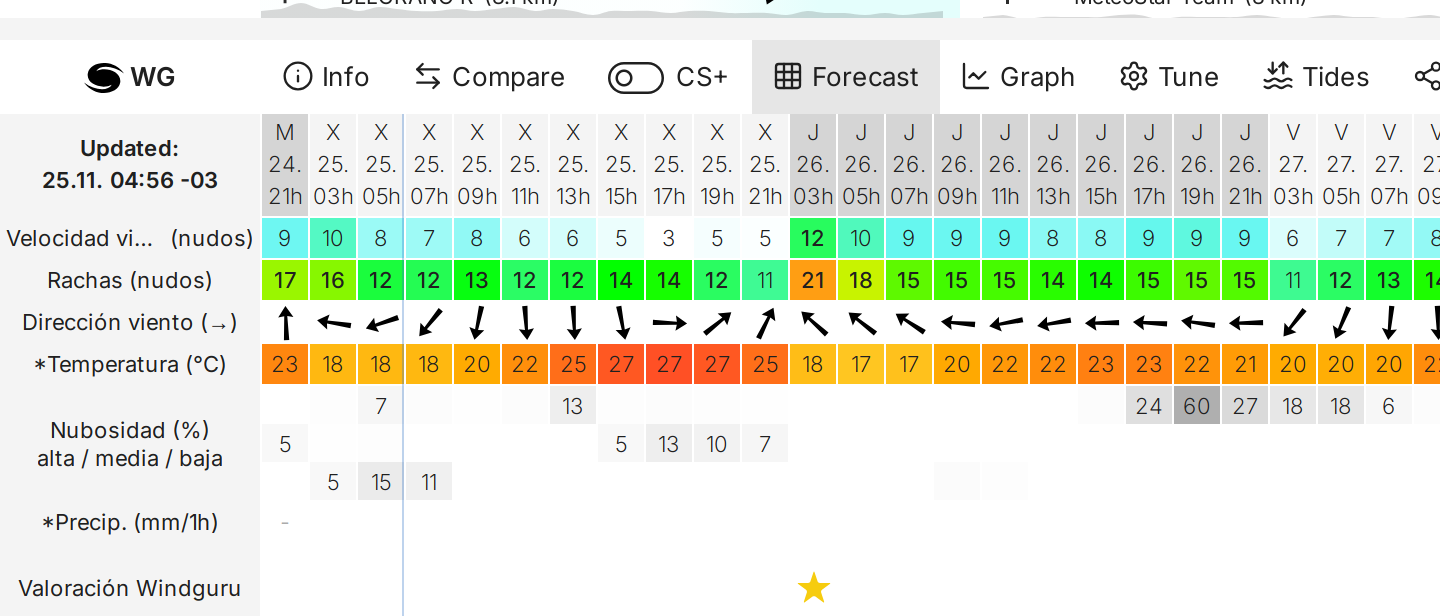 BELGRANO R (8.1 km)
WG Info Compare CS+ Forecast Graph Tune Tides
Updated: 25.11. 04:56 -03
M X X X X X X X X X X J J J J J J J J J J V V V
24. 25. 25. 25. 25. 25. 25. 25. 25. 25. 25. 26. 26. 26. 26. 26. 26. 26. 26. 26. 26. 27. 27. 27.
21h 03h 05h 07h 09h 11h 13h 15h 17h 19h 21h 03h 05h 07h 09h 11h 13h 15h 17h 19h 21h 03h 05h 07h
Velocidad vi... (nudos) 9 10 8 7 8 6 6 5 3 5 5 12 10 9 9 9 8 8 9 9 9 6 7 7 8
Rachas (nudos) 17 16 12 12 13 12 12 14 14 12 11 21 18 15 15 15 14 14 15 15 15 11 12 13
Dirección viento (→)
*Temperatura (°C) 23 18 18 18 20 22 25 27 27 27 25 18 17 17 20 22 22 23 23 22 21 20 20 20
7 13 24 60 27 18 18 6
Nubosidad (%)
5 5 13 10 7
alta / media / baja
5 15 11
*Precip. (mm/1h) -
Valoración Windguru